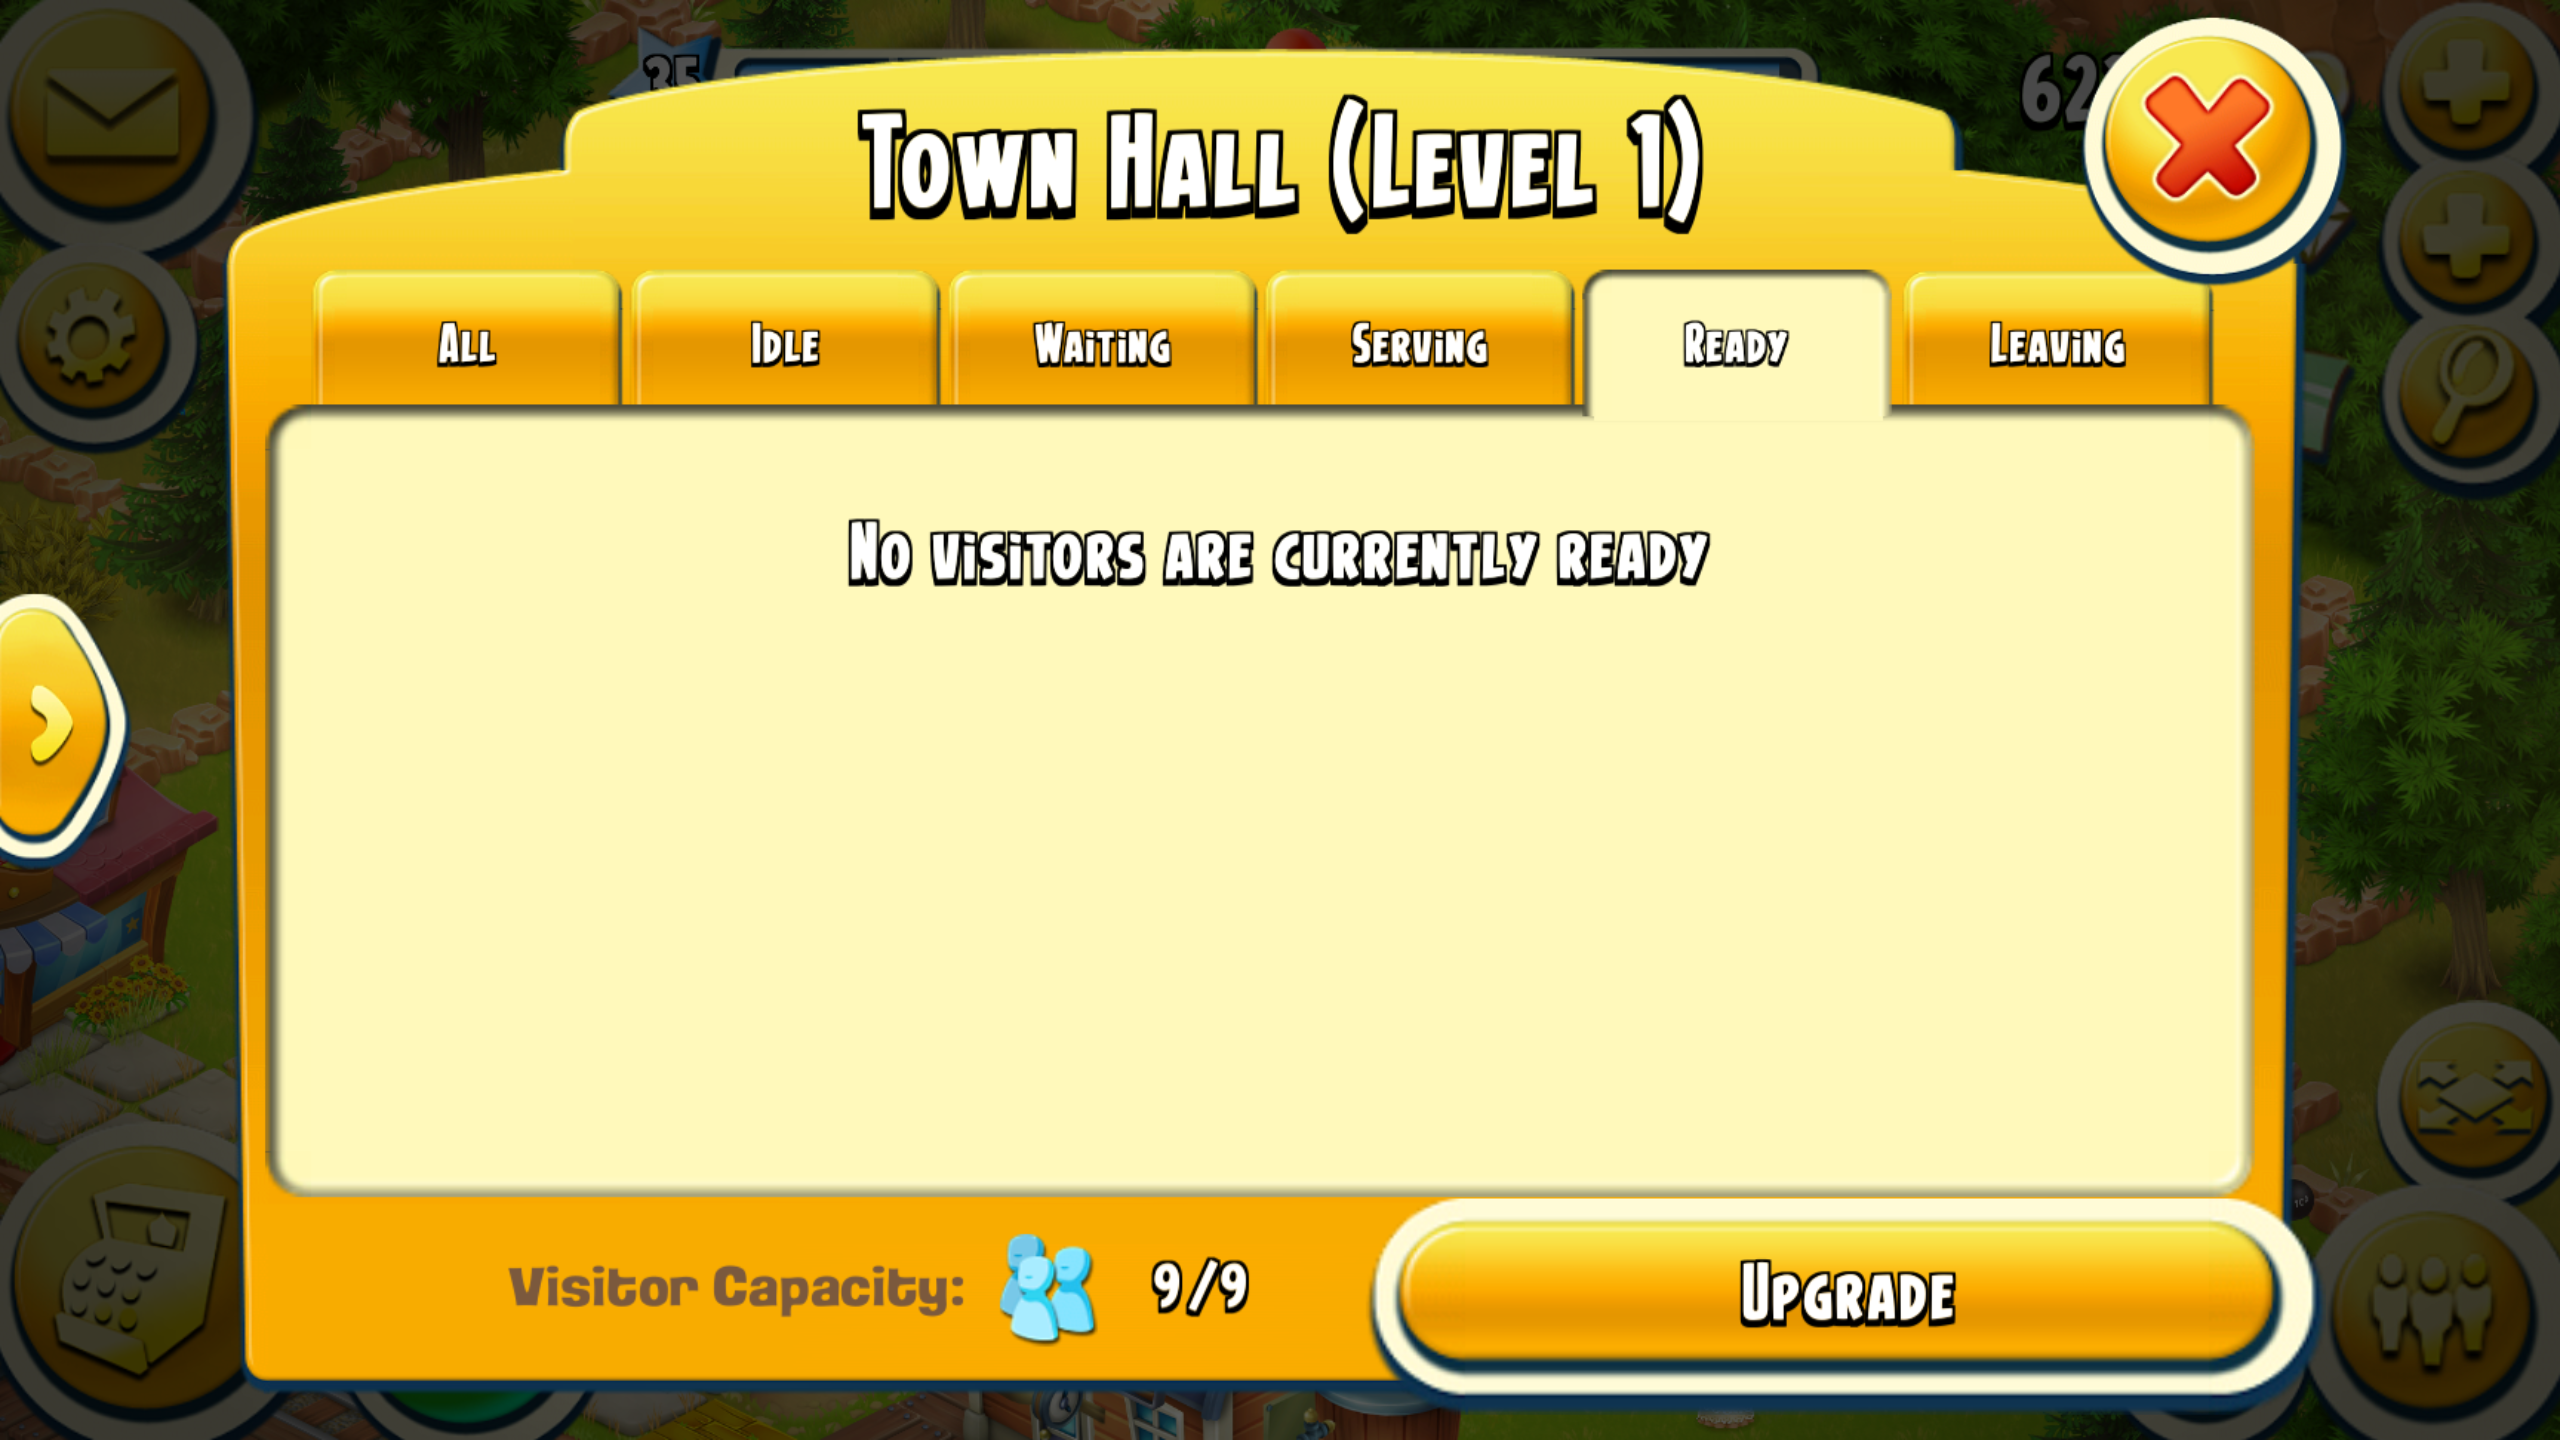 35
Town Hall (Level 1)
All
Idle
Waiting
Serving
Ready
Leaving
No visitors are currently ready
Visitor Capacity:
9/9
Upgrade